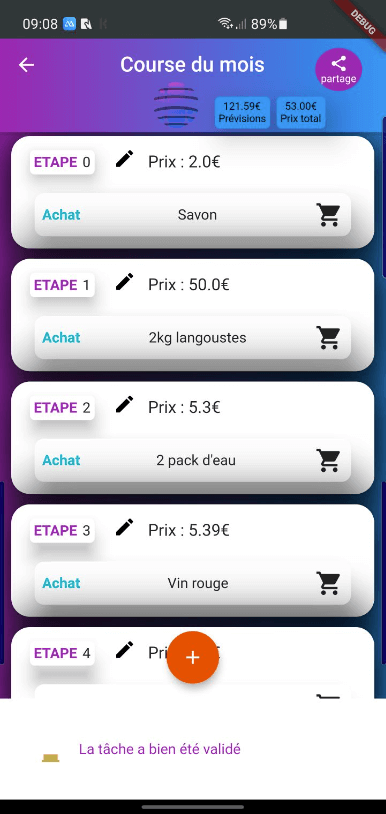 09:08
89%
DEBUG
Course du mois
partage
121.59€
Prévisions
53.00€
Prix total
ETAPE 0
Prix : 2.0€
Achat
Savon
ETAPE 1
Prix : 50.0€
Achat
2kg langoustes
ETAPE 2
Prix : 5.3€
Achat
2 pack d'eau
ETAPE 3
Prix : 5.39€
Achat
Vin rouge
ETAPE 4
+
La tâche a bien été validé